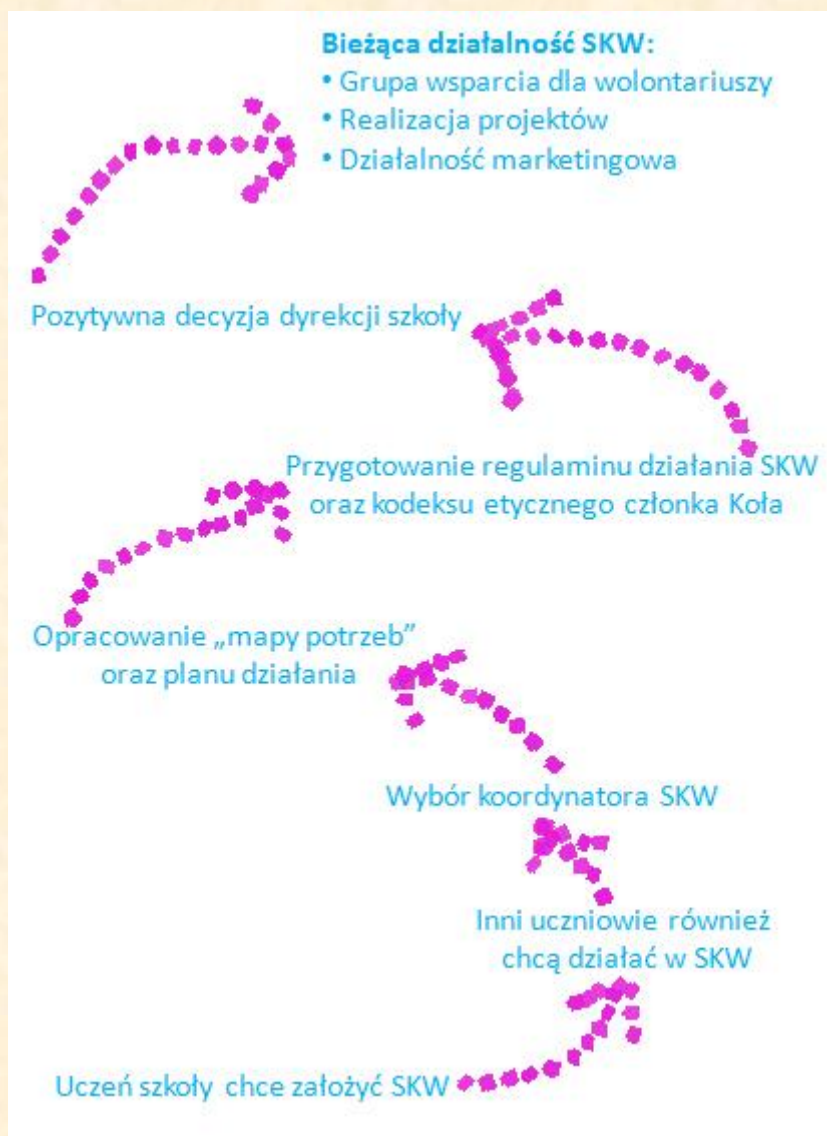 Bieżąca działalność SKW:
• Grupa wsparcia dla wolontariuszy
• Realizacja projektów
• Działalność marketingowa
Pozytywna decyzja dyrekcji szkoły
Przygotowanie regulaminu działania SKW
oraz kodeksu etycznego członka Koła
Opracowanie „mapy potrzeb”
oraz planu działania
Wybór koordynatora SKW
Inni uczniowie również
chcą działać w SKW
Uczeń szkoły chce założyć SKW